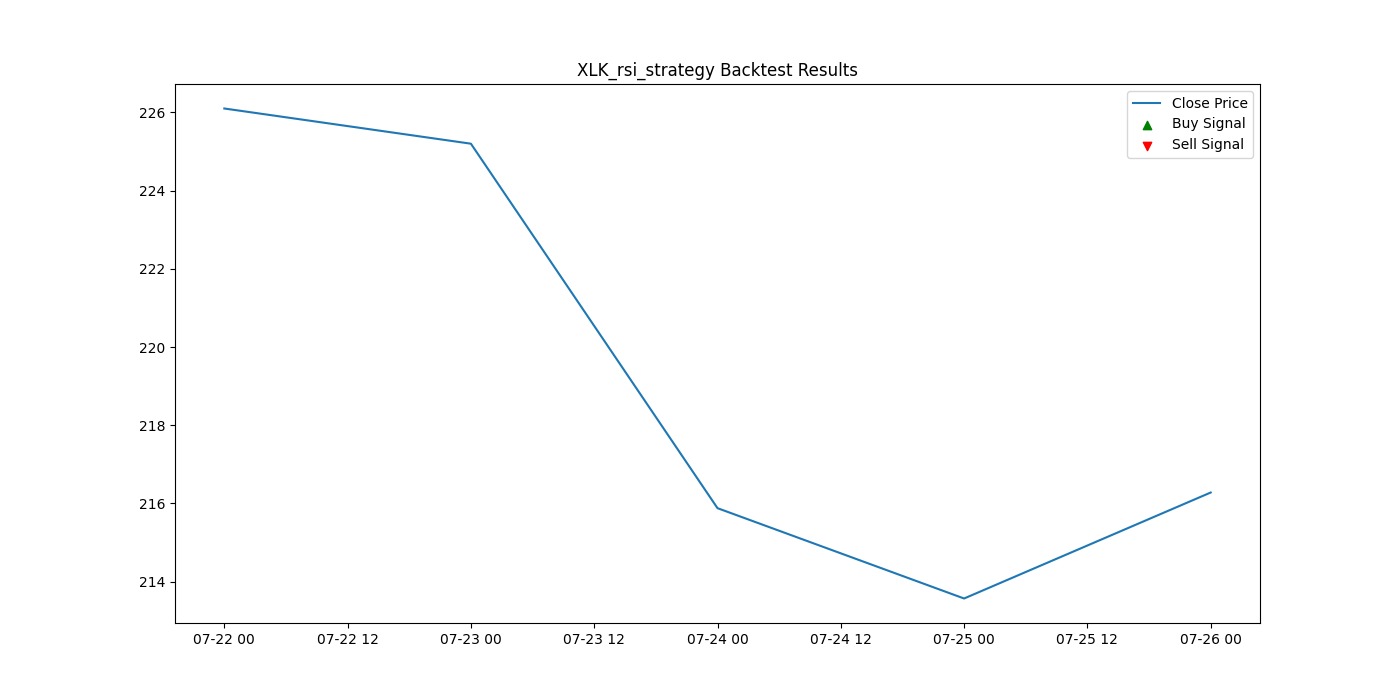 XLK_rsi_strategy Backtest Results
Close Price
Buy Signal
Sell Signal
226
224
222
220
218
216
214
07-22 00 07-22 12 07-23 00 07-23 12 07-24 00 07-24 12 07-25 00 07-25 12 07-26 00